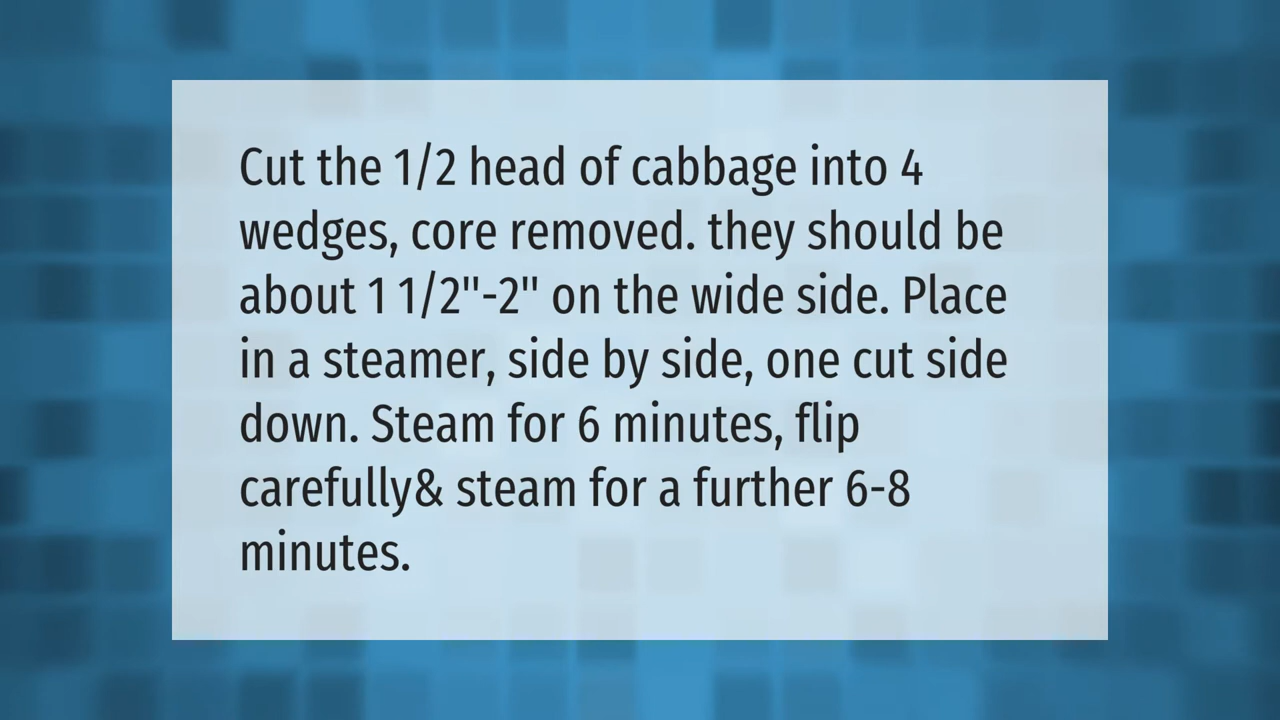 Cut the 1/2 head of cabbage into 4
wedges, core removed. they should be
about 1 1/2"-2" on the wide side. Place
in a steamer, side by side, one cut side
down. Steam for 6 minutes, flip
carefully& steam for a further 6-8
minutes.